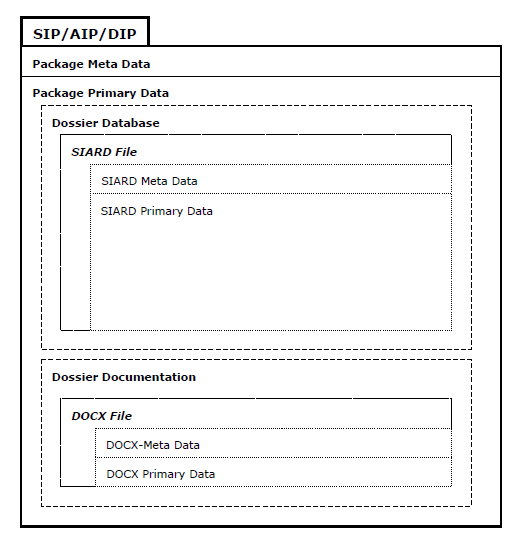 SIP/AIP/DIP
Package Meta Data
Package Primary Data
Dossier Database
SIARD File
SIARD Meta Data
SIARD Primary Data
Dossier Documentation
DOCX File
DOCX-Meta Data
DOCX Primary Data